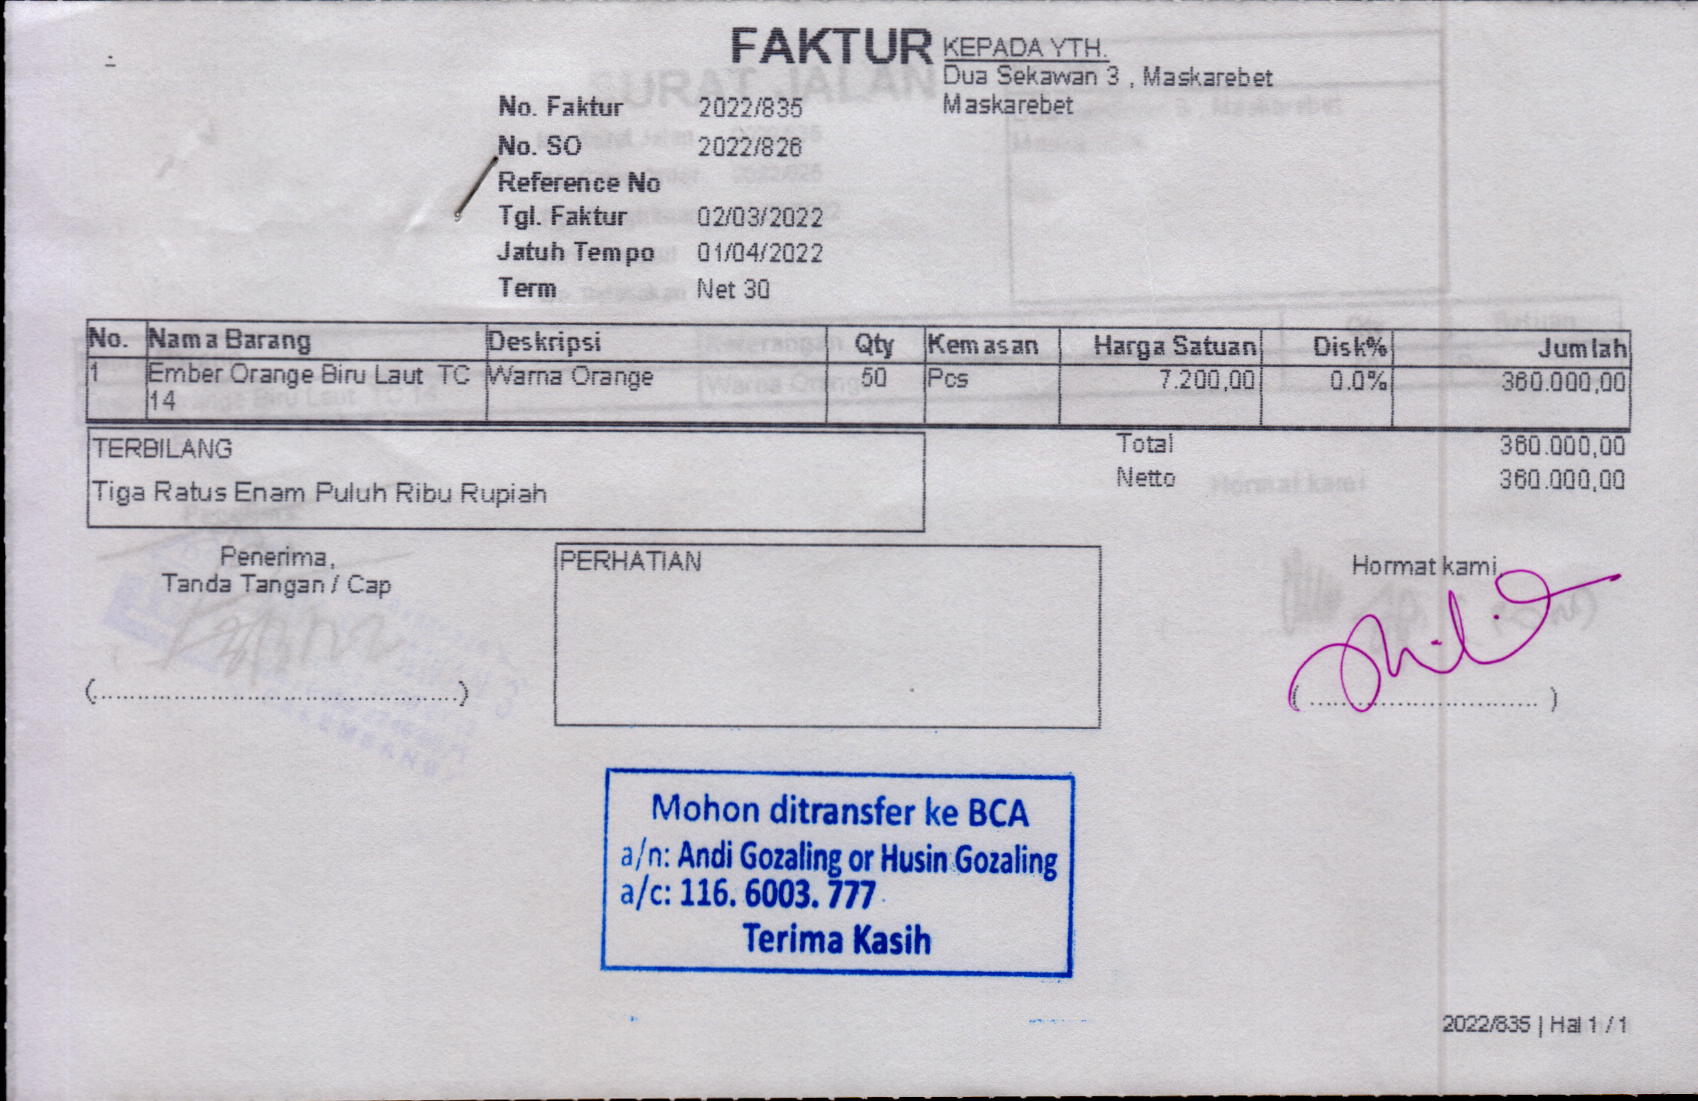 FAKTUR
KEPADA YTH.
Dua Sekawan 3 , Maskarebet
Maskarebet
No. Faktur 2022/835
No. SO 2022/826
Reference No
Tgl. Faktur 02/03/2022
Jatuh Tempo 01/04/2022
Term Net 30
No. Nama Barang Deskripsi Qty Kemasan Harga Satuan Disk% Jumlah
1 Ember Orange Biru Laut TC Warna Orange 50 Pcs 7.200,00 0.0% 360.000,00
14
TERBILANG
Tiga Ratus Enam Puluh Ribu Rupiah
Total 360.000,00
Netto 360.000,00
Penerima,
Tanda Tangan / Cap
(....................................................)
PERHATIAN
Hormat kami,
( ................................ )
Mohon ditransfer ke BCA
a/n: Andi Gozaling or Husin Gozaling
a/c: 116. 6003. 777
Terima Kasih
2022/835 | Hal 1 / 1